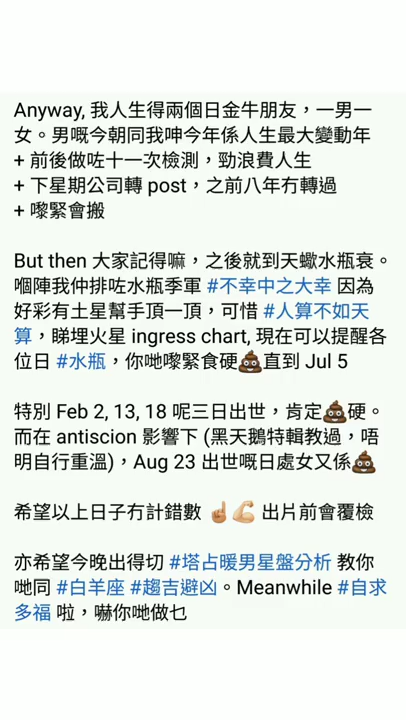 Anyway, 我人生得兩個日金牛朋友，一男一
女。男嘅今朝同我呻今年係人生最大變動年
+ 前後做咗十一次檢測，勁浪費人生
+ 下星期公司轉 post，之前八年冇轉過
+ 嚟緊會搬
But then 大家記得嘛，之後就到天蠍水瓶衰。
嗰陣我仲排咗水瓶季軍 #不幸中之大幸 因為
好彩有土星幫手頂一頂，可惜 #人算不如天
算，睇埋火星 ingress chart, 現在可以提醒各
位日 #水瓶，你哋嚟緊食硬💩直到 Jul 5
特別 Feb 2, 13, 18 呢三日出世，肯定💩硬。
而在 antiscion 影響下 (黑天鵝特輯教過，唔
明自行重溫)，Aug 23 出世嘅日處女又係💩
希望以上日子冇計錯數 ☝🏻💪🏻 出片前會覆檢
亦希望今晚出得切 #塔占暖男星盤分析 教你
哋同 #白羊座 #趨吉避凶。Meanwhile #自求
多福 啦，嚇你哋做乜